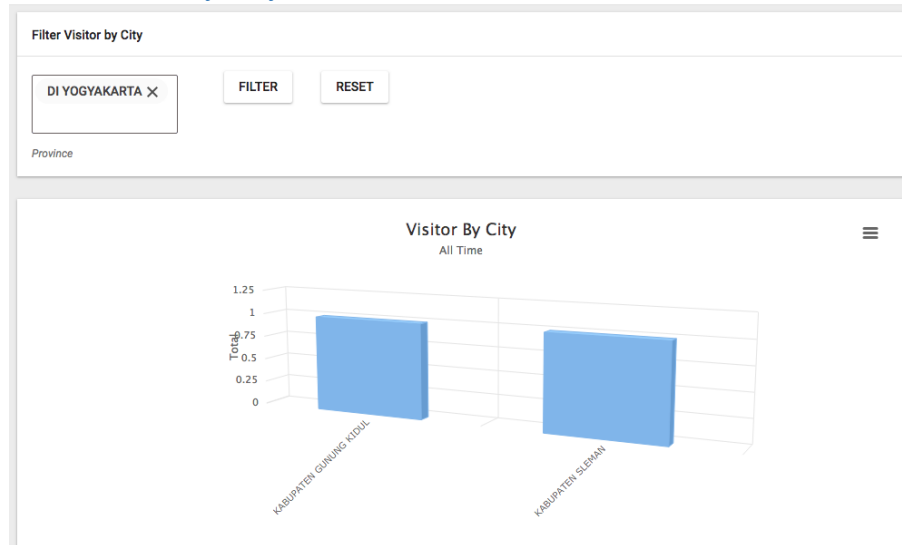 Filter Visitor by City
DI YOGYAKARTA ×
FILTER
RESET
Province
Visitor By City
All Time
1.25
1
0.75
0.5
0.25
0
Total
KABUPATEN GUNUNG KIDUL
KABUPATEN SLEMAN